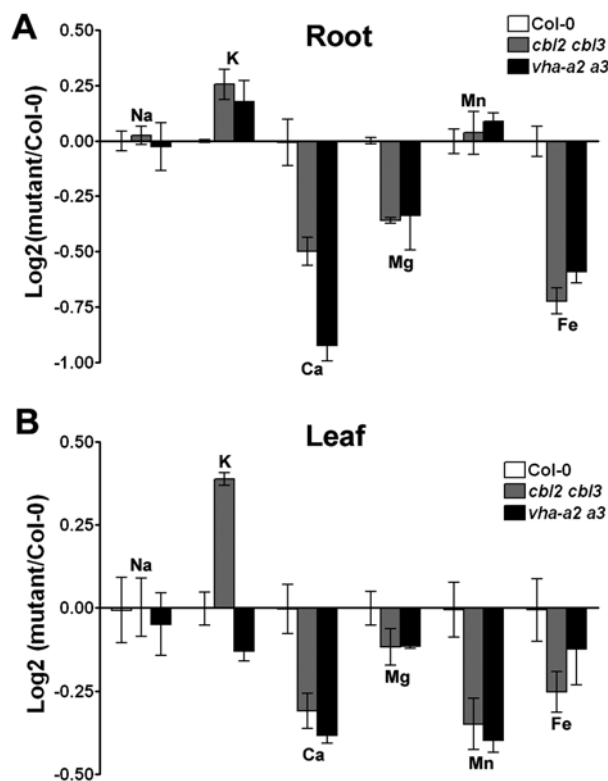 A
Root
Col-0
cbl2 cbl3
vha-a2 a3
Log2(mutant/Col-0)
0.50
0.25
0.00
-0.25
-0.50
-0.75
-1.00
Na
K
Ca
Mg
Mn
Fe
B
Leaf
Col-0
cbl2 cbl3
vha-a2 a3
Log2 (mutant/Col-0)
0.50
0.25
0.00
-0.25
-0.50
Na
K
Ca
Mg
Mn
Fe